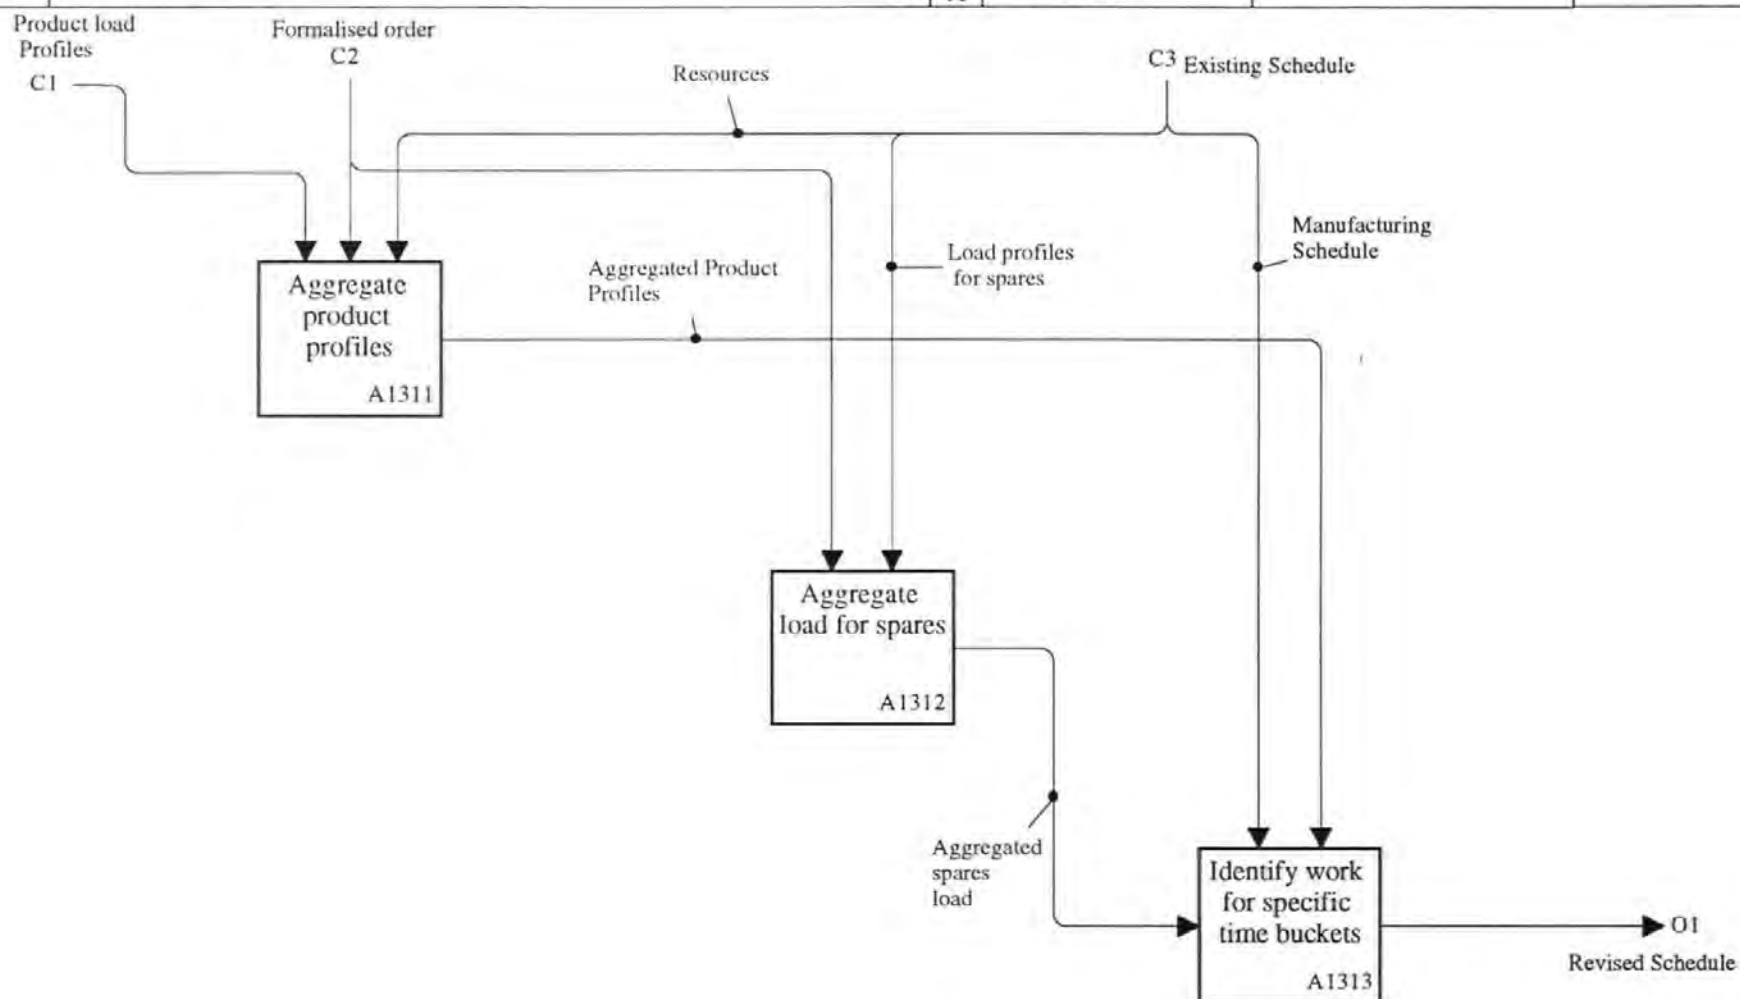 Product load
Profiles
C1
Formalised order
C2
Resources
C3 Existing Schedule
Manufacturing
Schedule
Load profiles
for spares
Aggregated Product
Profiles
Aggregate
product
profiles
A1311
Aggregate
load for spares
A1312
Aggregated
spares
load
Identify work
for specific
time buckets
A1313
O1
Revised Schedule